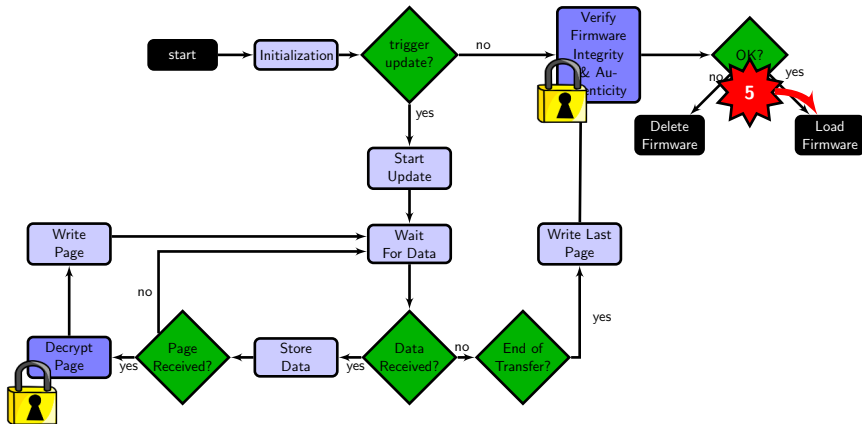 start
Initialization
trigger
update?
no
Verify
Firmware
Integrity
& Au-
thenticity
OK?
no
yes
5
Delete
Firmware
Load
Firmware
yes
Start
Update
Write
Page
Wait
For Data
Write Last
Page
no
yes
Decrypt
Page
yes
Page
Received?
Store
Data
yes
Data
Received?
no
End of
Transfer?